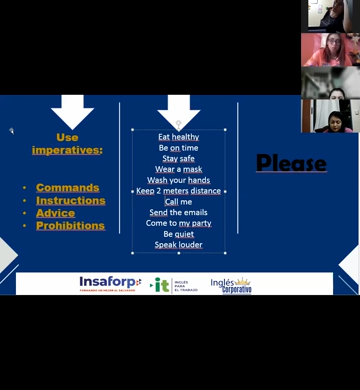 Use
imperatives:
Commands
Instructions
Advice
Prohibitions
Eat healthy
Be on time
Stay safe
Wear a mask
Wash your hands
Keep 2 meters distance
Call me
Send the emails
Come to my party
Be quiet
Speak louder
Please
Insaforp
it
INGLÉS
PARA
EL TRABAJO
Inglés
Corporativo